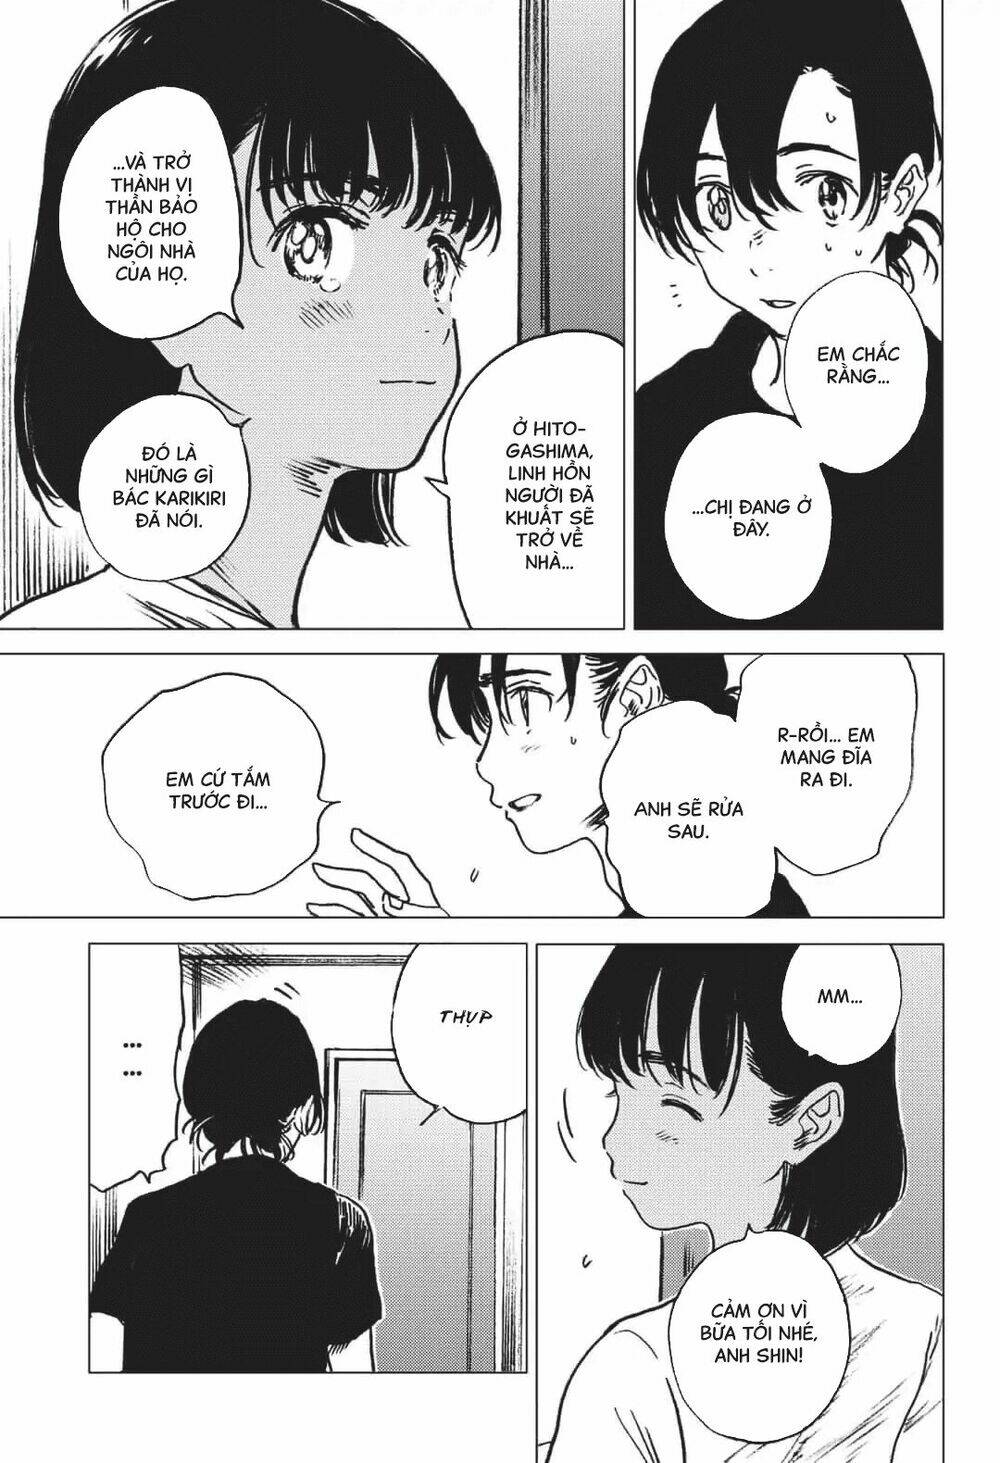 EM CHẮC
RẰNG...
...CHỊ ĐANG Ở
ĐÂY.
Ở HITO-
GASHIMA,
LINH HỒN
NGƯỜI ĐÃ
KHUẤT SẼ
TRỞ VỀ
NHÀ...
...VÀ TRỞ
THÀNH VỊ
THẦN BẢO
HỘ CHO
NGÔI NHÀ
CỦA HỌ.
ĐÓ LÀ
NHỮNG GÌ
BÁC KARIKIRI
ĐÃ NÓI.
R-RỒI... EM
MANG ĐĨA
RA ĐI.
ANH SẼ RỬA
SAU.
EM CỨ TẮM
TRƯỚC ĐI...
MM...
CẢM ƠN VÌ
BỮA TỐI NHÉ,
ANH SHIN!
THỤP
...
...